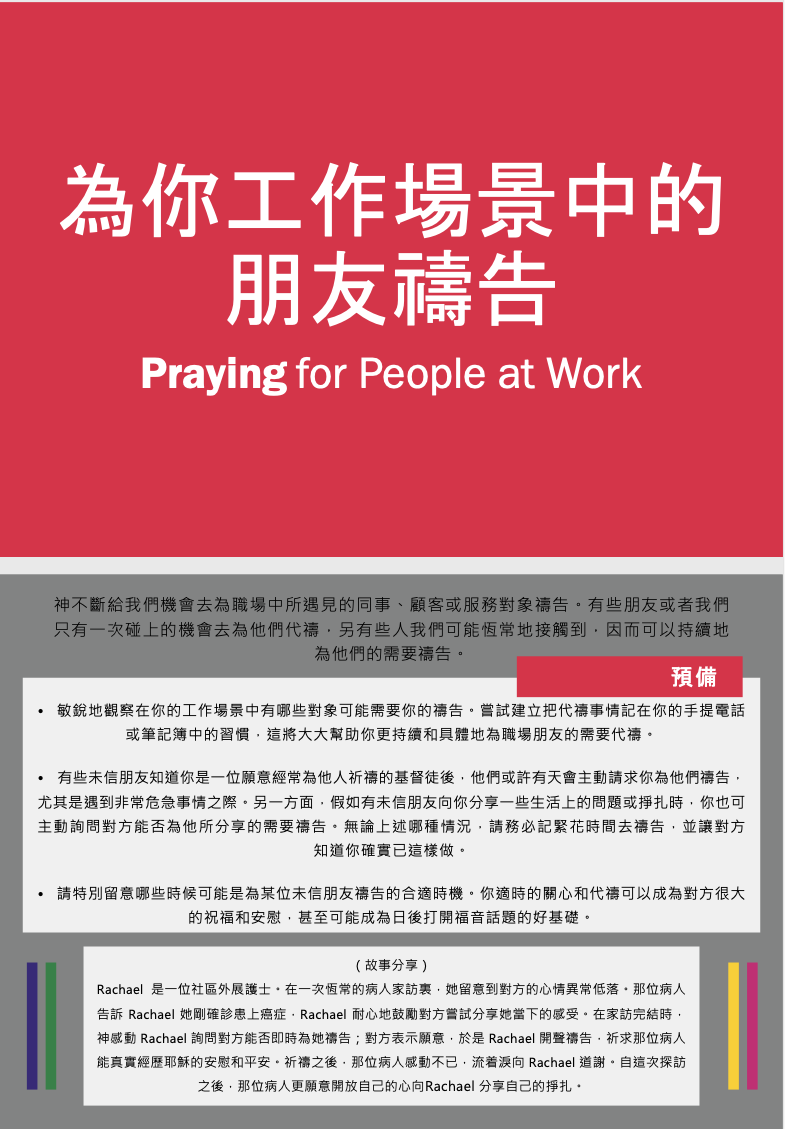 為你工作場景中的
朋友禱告
Praying for People at Work
神不斷給我們機會去為職場中所遇見的同事、顧客或服務對象禱告。有些朋友或者我們
只有一次碰上的機會去為他們代禱，另有些人我們可能恆常地接觸到，因而可以持續地
為他們的需要禱告。
預備
• 敏銳地觀察在你的工作場景中有哪些對象可能需要你的禱告。嘗試建立把代禱事情記在你的手提電話
或筆記簿中的習慣，這將大大幫助你更持續和具體地為職場朋友的需要代禱。
• 有些未信朋友知道你是一位願意經常為他人祈禱的基督徒後，他們或許有天會主動請求你為他們禱告，
尤其是遇到非常危急事情之際。另一方面，假如有未信朋友向你分享一些生活上的問題或掙扎時，你也可
主動詢問對方能否為他所分享的需要禱告。無論上述哪種情況，請務必記緊花時間去禱告，並讓對方
知道你確實已這樣做。
• 請特別留意哪些時候可能是為某位未信朋友禱告的合適時機。你適時的關心和代禱可以成為對方很大
的祝福和安慰，甚至可能成為日後打開福音話題的好基礎。
（故事分享）
Rachael 是一位社區外展護士。在一次恆常的病人家訪裏，她留意到對方的心情異常低落。那位病人
告訴 Rachael 她剛確診患上癌症，Rachael 耐心地鼓勵對方嘗試分享她當下的感受。在家訪完結時，
神感動 Rachael 詢問對方能否即時為她禱告；對方表示願意，於是 Rachael 開聲禱告，祈求那位病人
能真實經歷耶穌的安慰和平安。祈禱之後，那位病人感動不已，流着淚向 Rachael 道謝。自這次探訪
之後，那位病人更願意開放自己的心向Rachael 分享自己的掙扎。